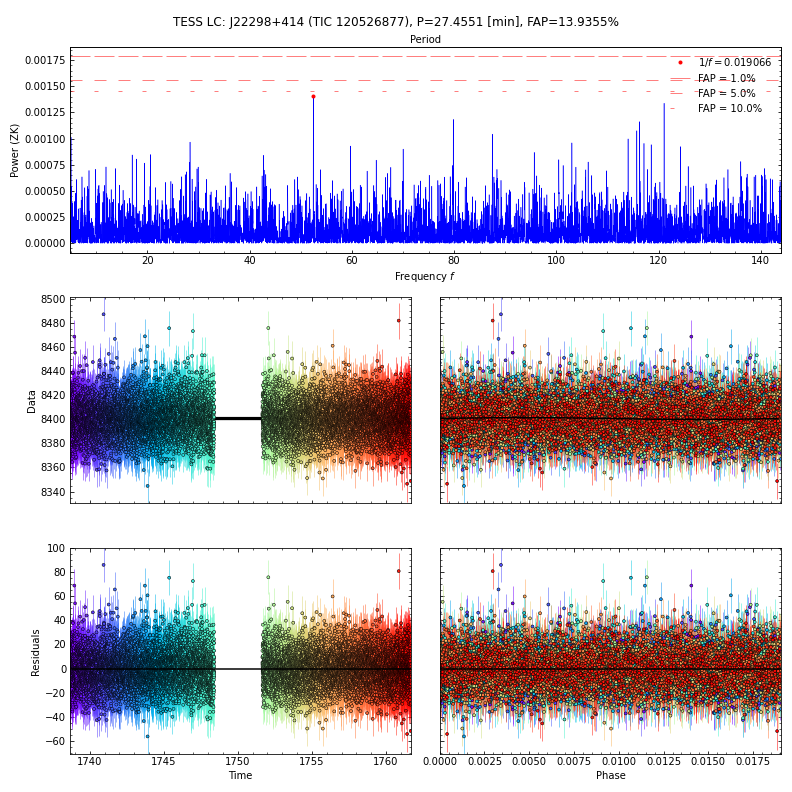 TESS LC: J22298+414 (TIC 120526877), P=27.4551 [min], FAP=13.9355%
Period
Power (ZK)
0.00175
0.00150
0.00125
0.00100
0.00075
0.00050
0.00025
0.00000
1/f = 0.019066
FAP = 1.0%
FAP = 5.0%
FAP = 10.0%
20 40 60 80 100 120 140
Frequency f
Data
8500
8480
8460
8440
8420
8400
8380
8360
8340
Residuals
100
80
60
40
20
0
−20
−40
−60
1740 1745 1750 1755 1760
Time
0.0000 0.0025 0.0050 0.0075 0.0100 0.0125 0.0150 0.0175
Phase